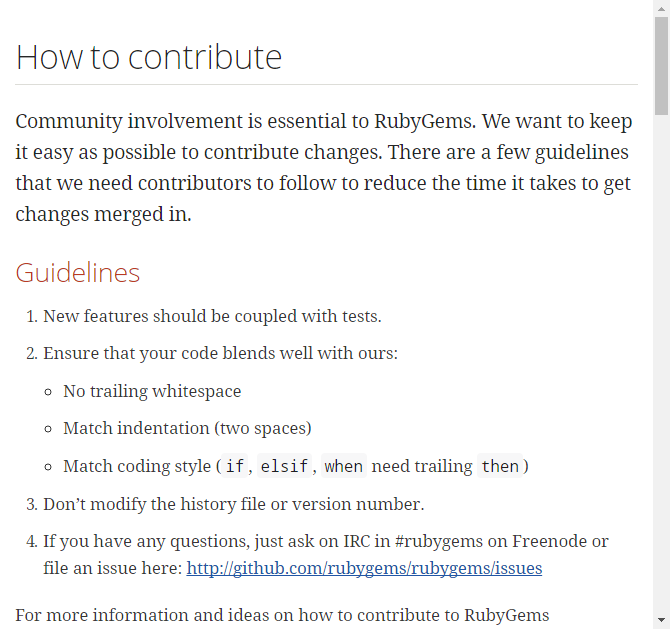 How to contribute
Community involvement is essential to RubyGems. We want to keep
it easy as possible to contribute changes. There are a few guidelines
that we need contributors to follow to reduce the time it takes to get
changes merged in.
Guidelines
1. New features should be coupled with tests.
2. Ensure that your code blends well with ours:
No trailing whitespace
Match indentation (two spaces)
Match coding style ( if , elsif , when need trailing then )
3. Don’t modify the history file or version number.
4. If you have any questions, just ask on IRC in #rubygems on Freenode or
file an issue here: http://github.com/rubygems/rubygems/issues
For more information and ideas on how to contribute to RubyGems